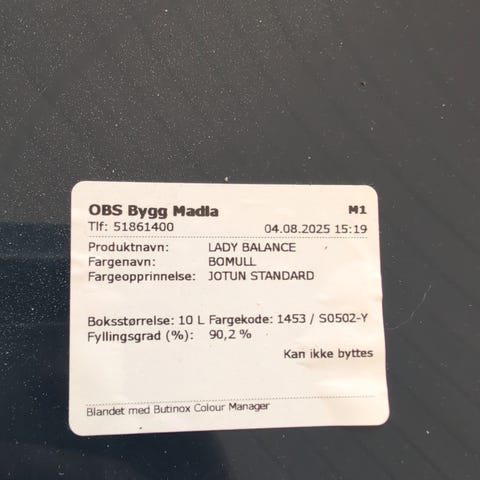 OBS Bygg Madla M1
Tlf: 51861400 04.08.2025 15:19
Produktnavn: LADY BALANCE
Fargenavn: BOMULL
Fargeopprinnelse: JOTUN STANDARD
Boksstørrelse: 10 L Fargekode: 1453 / S0502-Y
Fyllingsgrad (%): 90,2 %
Kan ikke byttes
Blandet med Butinox Colour Manager